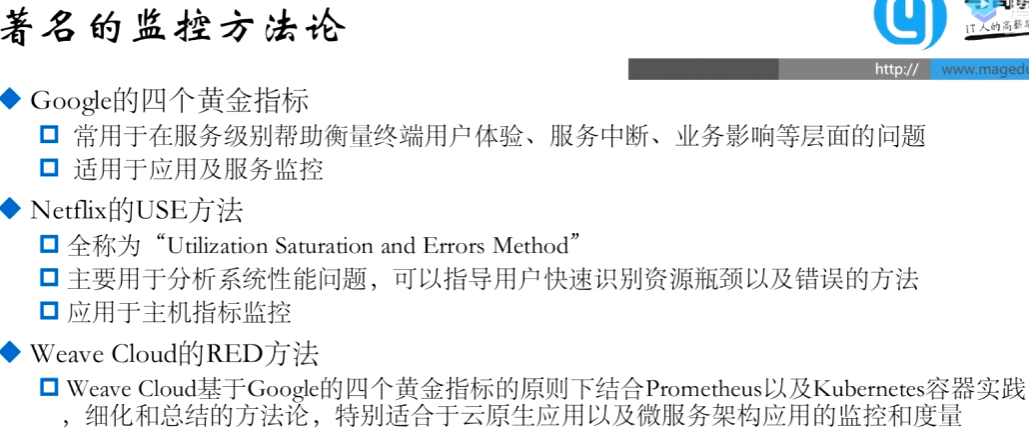 著名的监控方法论
IT人的高薪
http://
www.magedu
Google的四个黄金指标
常用于在服务级别帮助衡量终端用户体验、服务中断、业务影响等层面的问题
适用于应用及服务监控
Netflix的USE方法
全称为“Utilization Saturation and Errors Method”
主要用于分析系统性能问题，可以指导用户快速识别资源瓶颈以及错误的方法
应用于主机指标监控
Weave Cloud的RED方法
Weave Cloud基于Google的四个黄金指标的原则下结合Prometheus以及Kubernetes容器实践
，细化和总结的方法论，特别适合于云原生应用以及微服务架构应用的监控和度量